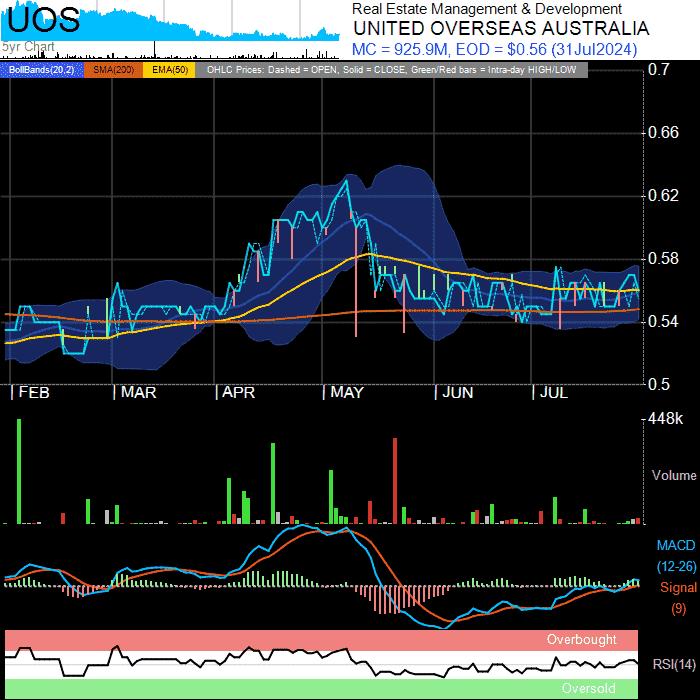 UOS
5yr Chart
Real Estate Management & Development
UNITED OVERSEAS AUSTRALIA
MC = 925.9M, EOD = $0.56 (31Jul2024)
BollBands(20,2) SMA(200) EMA(50) OHLC Prices: Dashed = OPEN, Solid = CLOSE, Green/Red bars = Intra-day HIGH/LOW
0.7
0.66
0.62
0.58
0.54
0.5
FEB MAR APR MAY JUN JUL
448k
Volume
MACD
(12-26)
Signal
(9)
Overbought
RSI(14)
Oversold